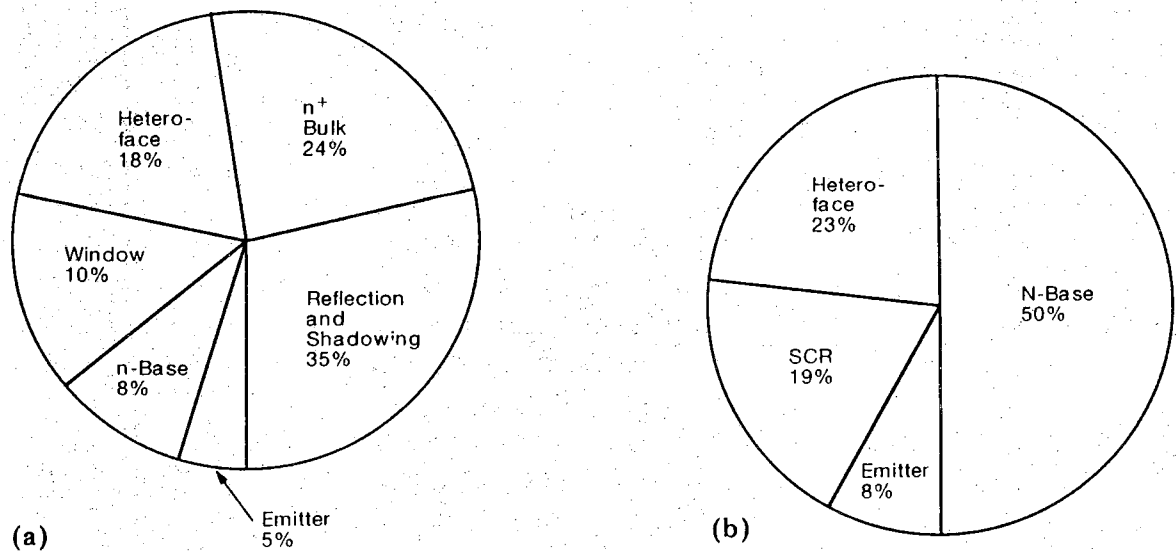 n+
Bulk
24%
Hetero-
face
18%
Window
10%
Reflection
and
Shadowing
35%
n-Base
8%
Emitter
5%
(a)
Hetero-
face
23%
N-Base
50%
SCR
19%
Emitter
8%
(b)